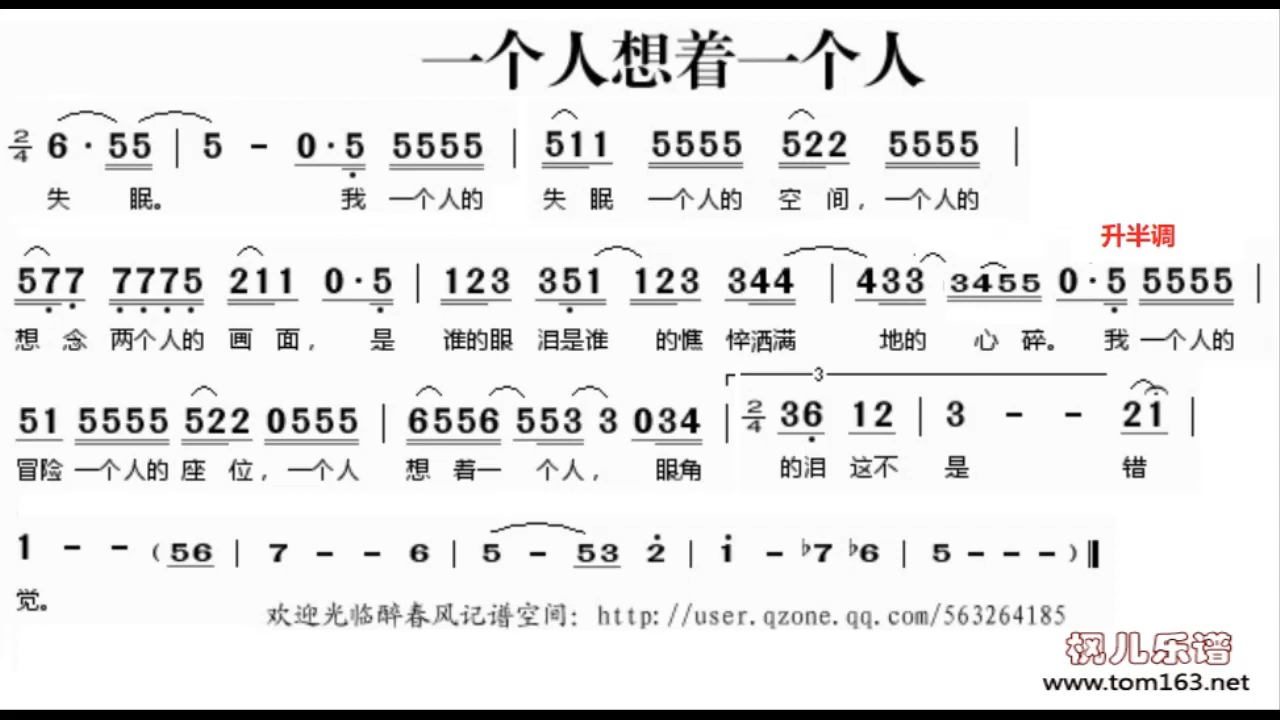 一个人想着一个人
2/4 6 · 55 | 5 - 0 · 5 5555 | 511 5555 522 5555 |
失 眠。 我 一个人的 失 眠 一个人的 空 间，一个人的
升半调
577 7775 211 0 · 5 | 123 351 123 344 | 433 3455 0 · 5 5555 |
想 念 两个人的 画 面， 是 谁的眼 泪是谁 的憔 悴洒满 地的 心 碎。 我 一个人的
3
51 5555 522 0555 | 6556 553 3 034 | 2/4 36 12 | 3 - - 21 |
冒险 一个人的 座 位，一个人 想 着一 个人， 眼角 的泪 这不 是 错
1 - - (56 | 7 - - 6 | 5 - 53 2 | 1 - ♭7 ♭6 | 5 - - - )‖
觉。
欢迎光临醉春风记谱空间：http://user.qzone.qq.com/563264185
枫儿乐谱
www.tom163.net